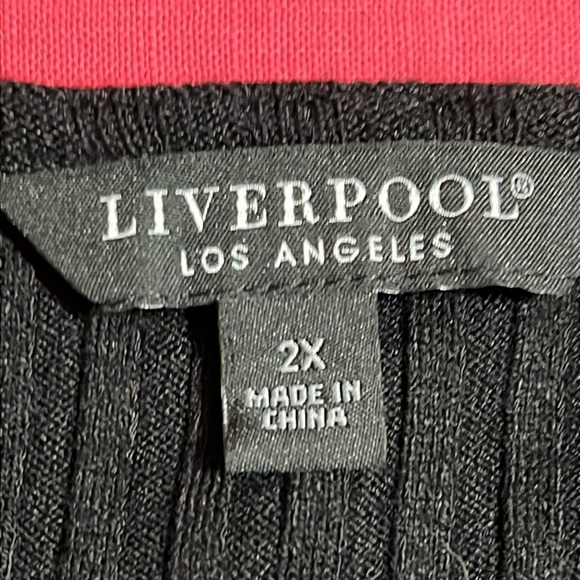 LIVERPOOL®
LOS ANGELES
2X
MADE IN
CHINA